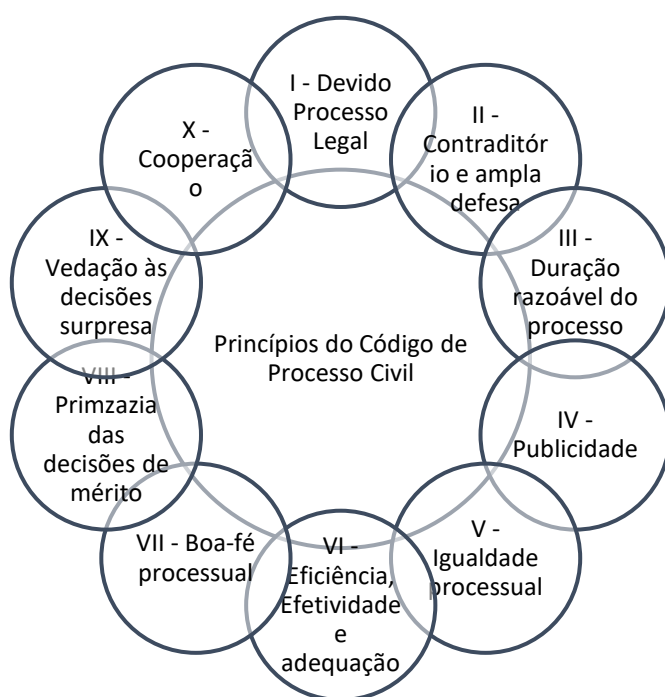 I - Devido
Processo
Legal
II -
Contraditór
io e ampla
defesa
III -
Duração
razoável do
processo
IV -
Publicidade
V -
Igualdade
processual
VI -
Eficiência,
Efetividade
e
adequação
VII - Boa-fé
processual
VIII -
Primzazia
das
decisões de
mérito
IX -
Vedação às
decisões
surpresa
X -
Cooperaçã
o
Princípios do Código de
Processo Civil